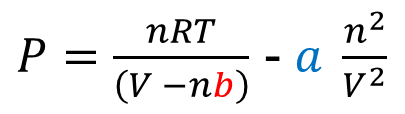 P = nRT / (V – nb) - a n² / V²